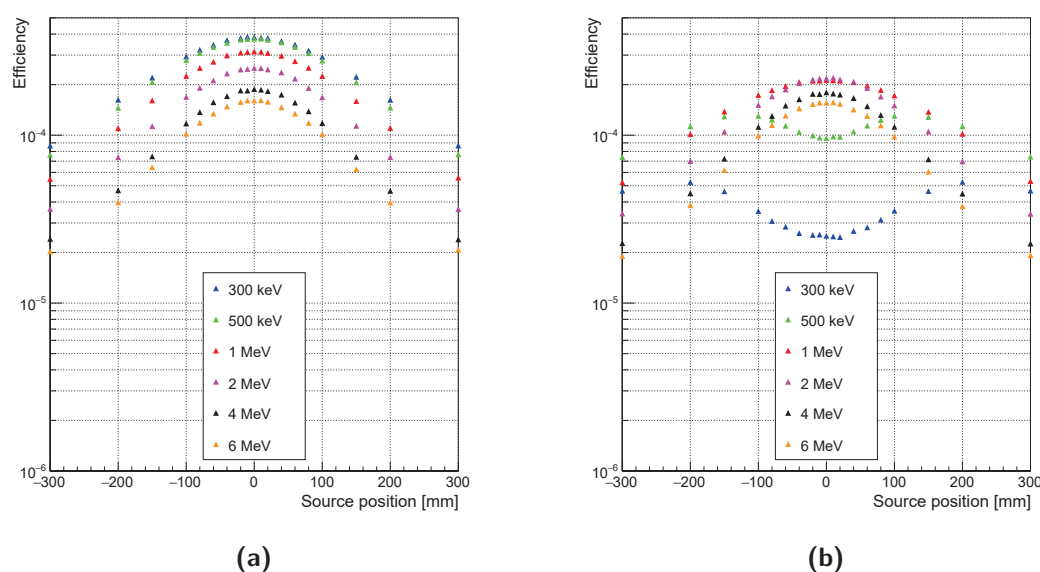 Efficiency
10⁻⁴
10⁻⁵
10⁻⁶
−300 −200 −100 0 100 200 300
Source position [mm]
300 keV
500 keV
1 MeV
2 MeV
4 MeV
6 MeV
(a)
Efficiency
10⁻⁴
10⁻⁵
10⁻⁶
−300 −200 −100 0 100 200 300
Source position [mm]
300 keV
500 keV
1 MeV
2 MeV
4 MeV
6 MeV
(b)